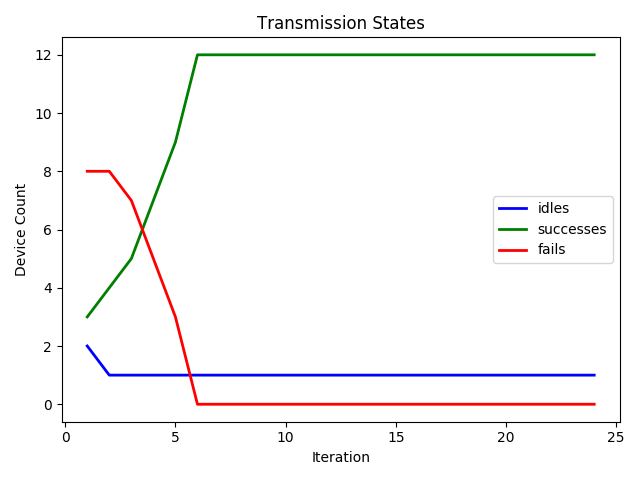 Transmission States
12
10
8
6
4
2
0
Device Count
idles
successes
fails
0 5 10 15 20 25
Iteration